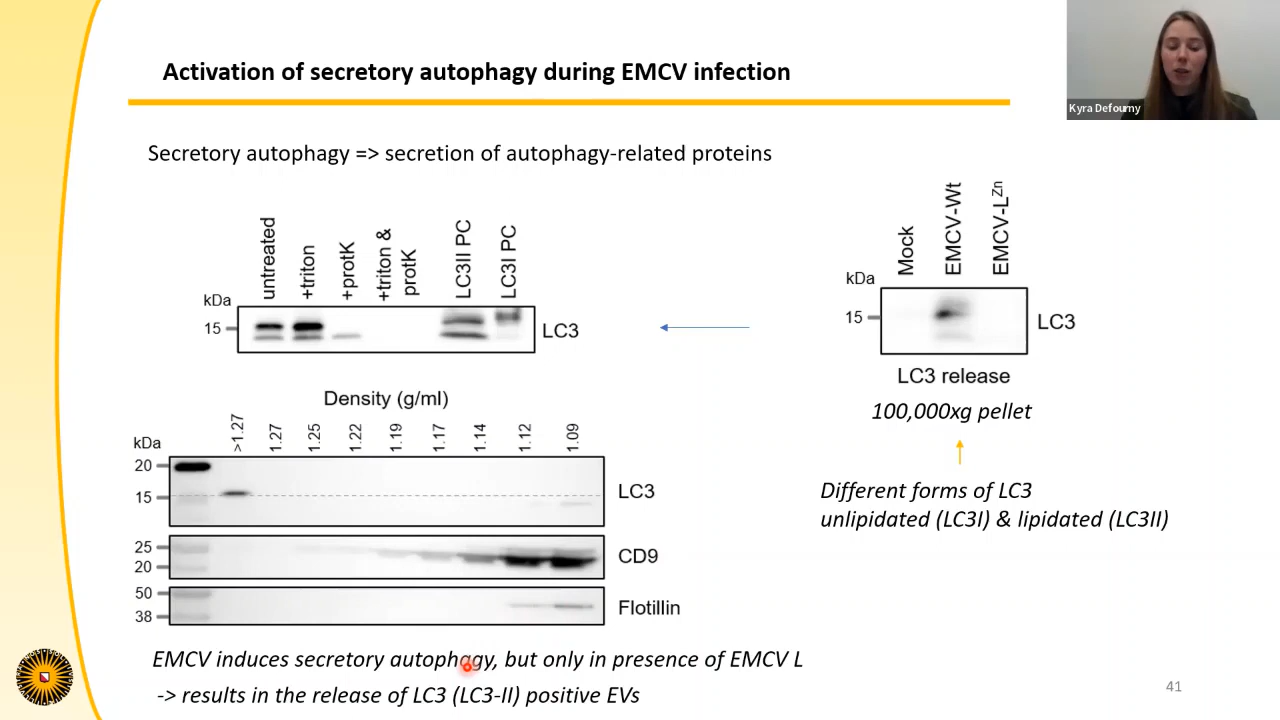 Activation of secretory autophagy during EMCV infection
Kyra Defourny
Secretory autophagy => secretion of autophagy-related proteins
untreated
+triton
+protK
+triton &
protK
LC3II PC
LC3I PC
kDa
15
LC3
Mock
EMCV-Wt
EMCV-L^Zn
kDa
15
LC3
LC3 release
100,000xg pellet
Different forms of LC3
unlipidated (LC3I) & lipidated (LC3II)
Density (g/ml)
kDa
>1.27
1.27
1.25
1.22
1.19
1.17
1.14
1.12
1.09
20
15
LC3
25
20
CD9
50
38
Flotillin
EMCV induces secretory autophagy, but only in presence of EMCV L
-> results in the release of LC3 (LC3-II) positive EVs
41